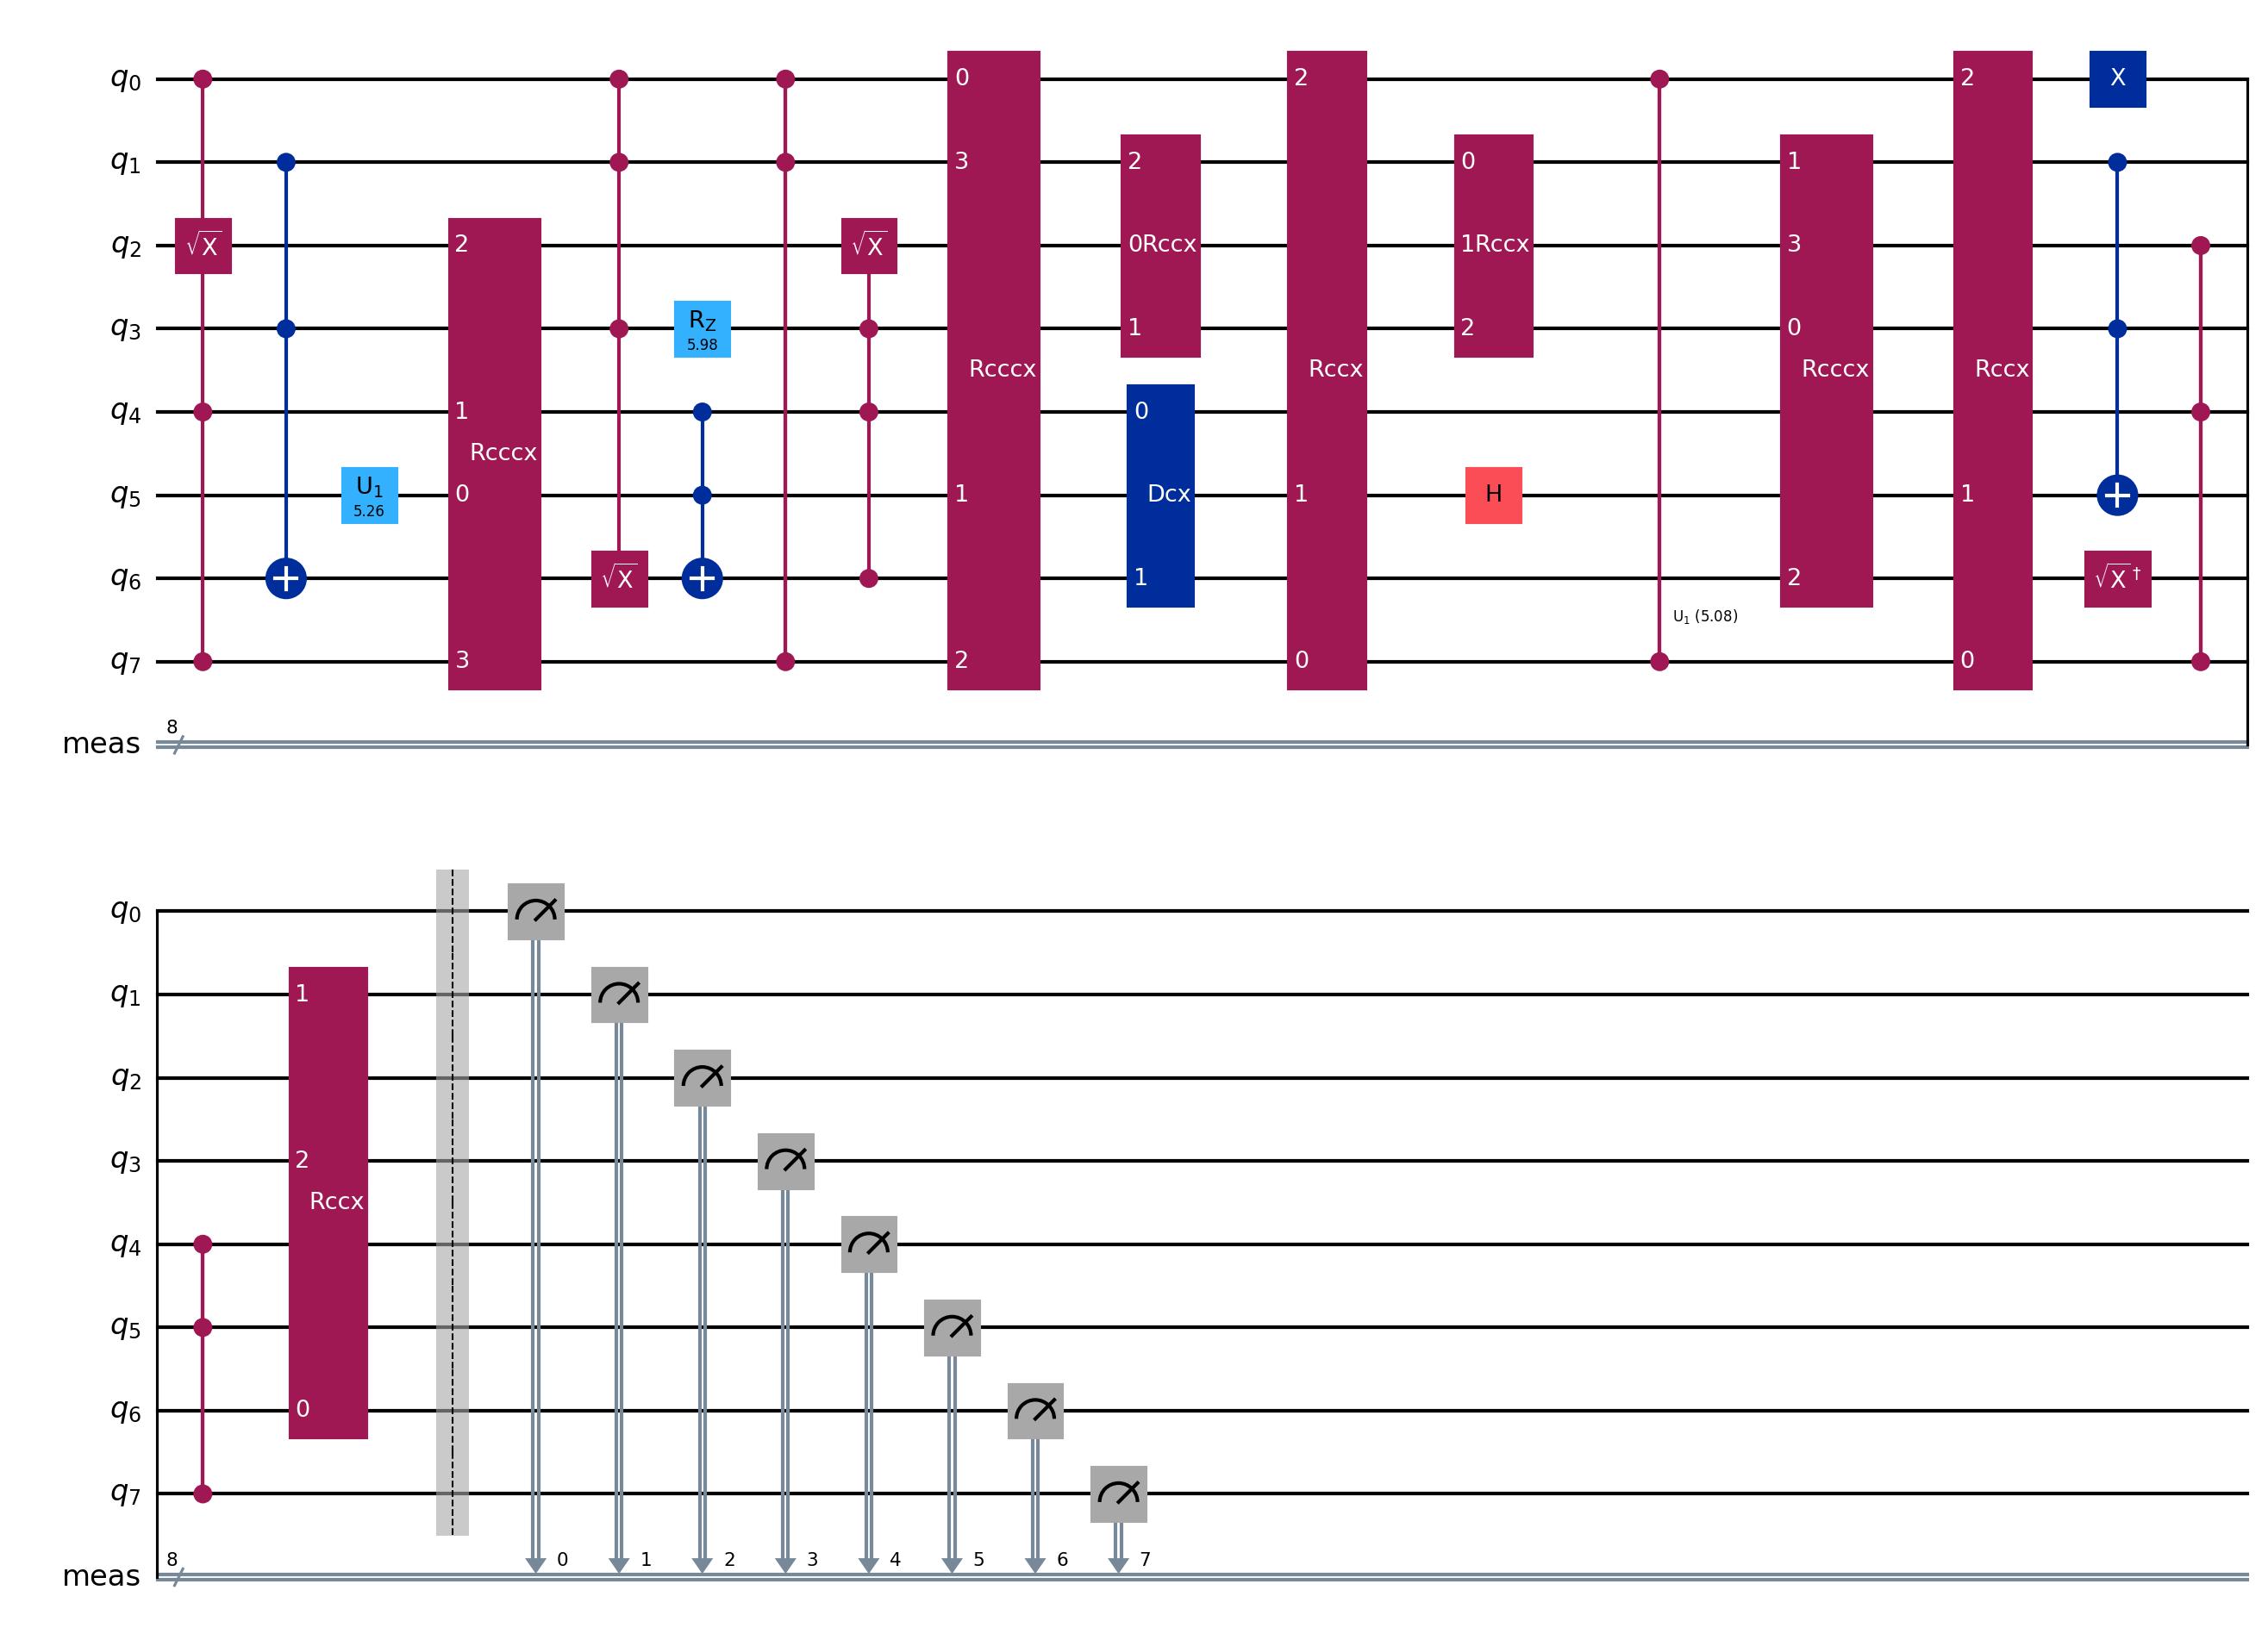 q0 0 2 2 X
q1 3 2 0 1
√X q2 2 √X 0Rccx 1Rccx 3
q3 RZ 5.98 1 2 0
Rcccx Rccx Rcccx Rccx
q4 1 0
Rcccx
q5 U1 5.26 0 1 Dcx 1 H 1
q6 √X 1 2 √X†
U1 (5.08)
q7 3 2 0 0
8
meas
q0
q1 1
q2
q3 2
Rccx
q4
q5
q6 0
q7
8 0 1 2 3 4 5 6 7
meas